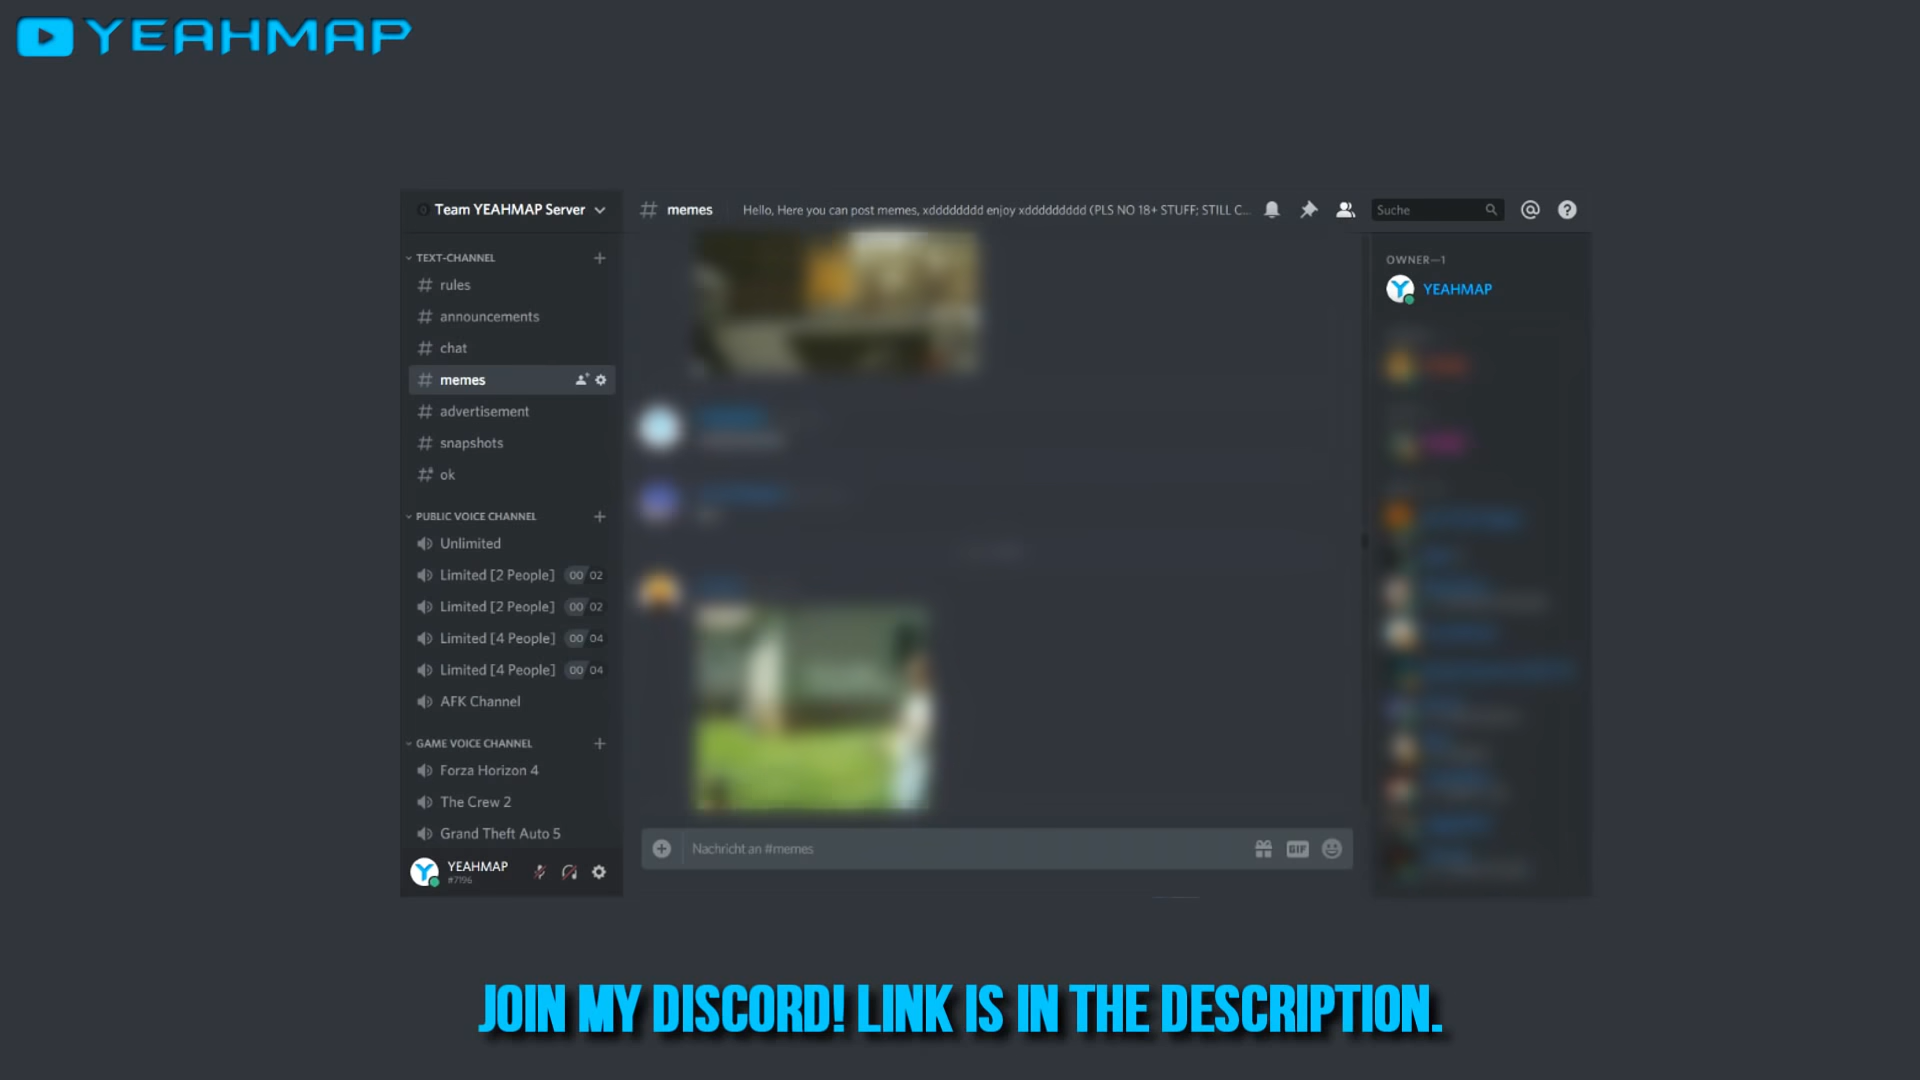 YEAHMAP
Team YEAHMAP Server
memes
Hello, Here you can post memes, xdddddddd enjoy xddddddddd (PLS NO 18+ STUFF; STILL C...
Suche
TEXT-CHANNEL
rules
announcements
chat
memes
advertisement
snapshots
ok
PUBLIC VOICE CHANNEL
Unlimited
Limited [2 People] 00 02
Limited [2 People] 00 02
Limited [4 People] 00 04
Limited [4 People] 00 04
AFK Channel
GAME VOICE CHANNEL
Forza Horizon 4
The Crew 2
Grand Theft Auto 5
YEAHMAP
#7196
Nachricht an #memes
GIF
OWNER—1
YEAHMAP
JOIN MY DISCORD! LINK IS IN THE DESCRIPTION.